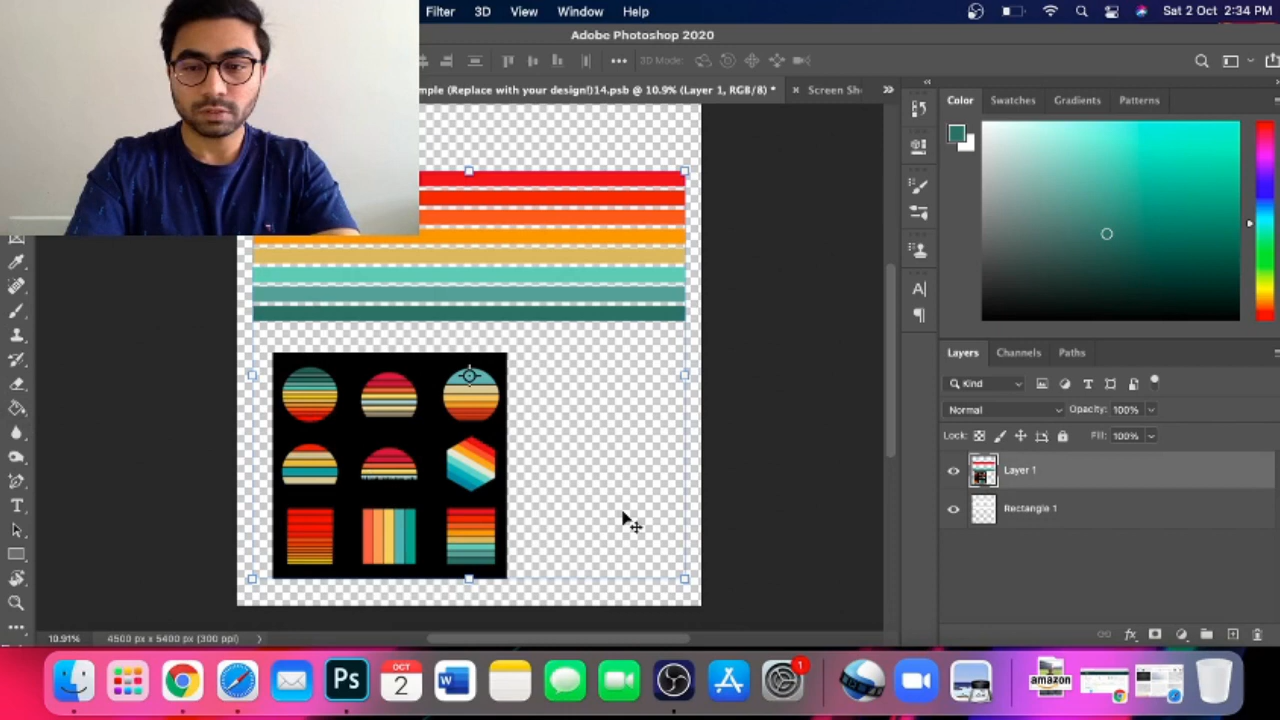 Filter 3D View Window Help Sat 2 Oct 2:34 PM
Adobe Photoshop 2020
3D Mode:
mple (Replace with your design!)14.psb @ 10.9% (Layer 1, RGB/8) * × Screen Sh
Color Swatches Gradients Patterns
Layers Channels Paths
Kind
Normal Opacity: 100%
Lock: Fill: 100%
Layer 1
Rectangle 1
10.91% 4500 px x 5400 px (300 ppi)
OCT
2
Ps
W
1
amazon